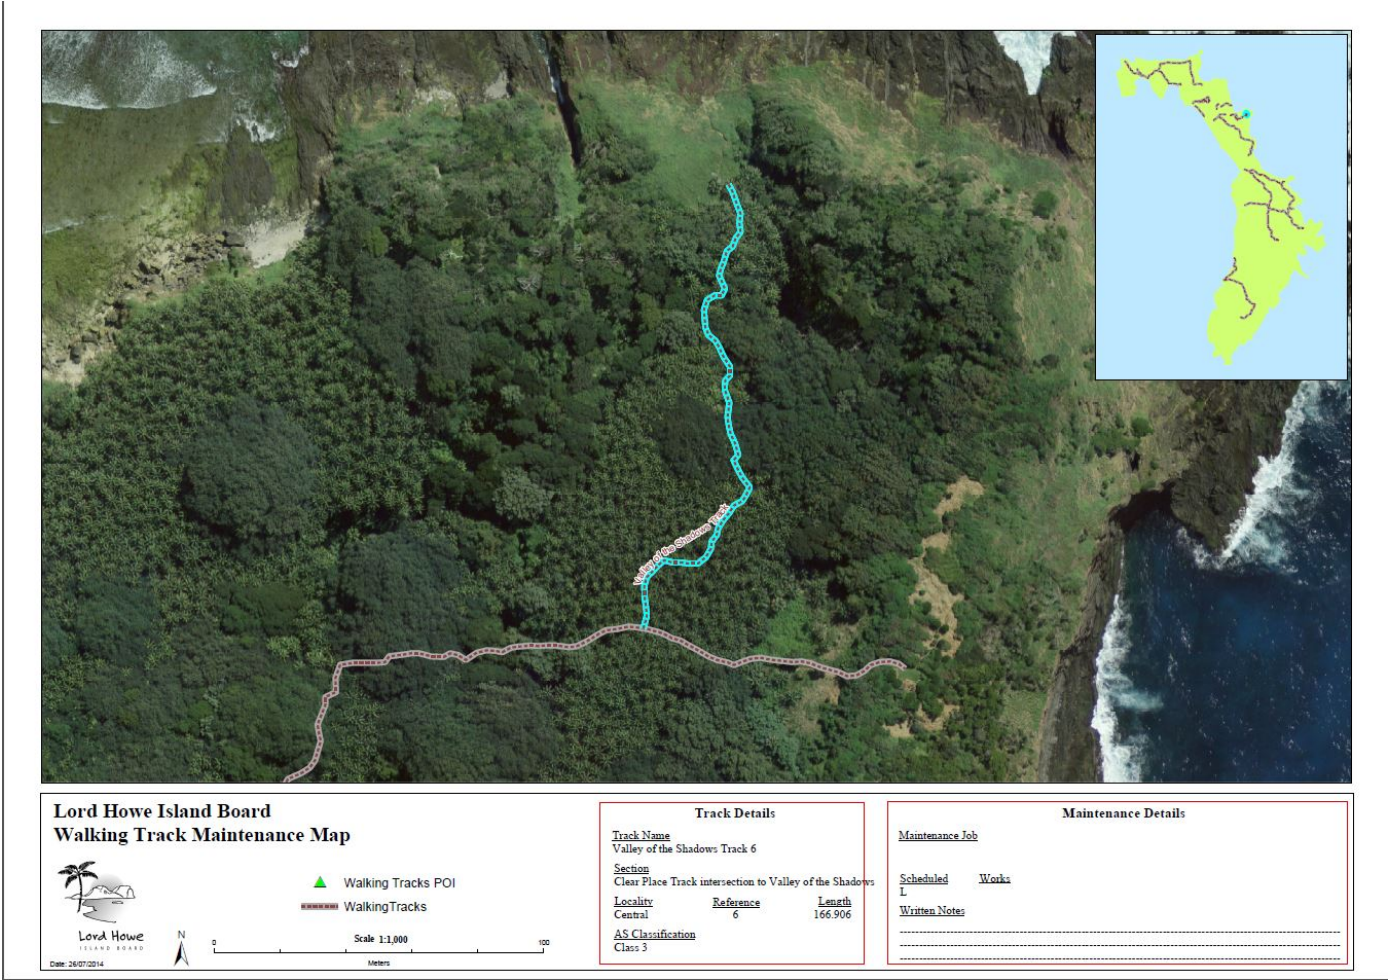 Valley of the Shadows Track
Lord Howe Island Board
Walking Track Maintenance Map
Lord Howe
ISLAND BOARD
Date: 26/07/2014
N
Walking Tracks POI
WalkingTracks
Scale 1:1,000
0 100
Meters
Track Details
Track Name
Valley of the Shadows Track 6
Section
Clear Place Track intersection to Valley of the Shadows
Locality Reference Length
Central 6 166.906
AS Classification
Class 3
Maintenance Details
Maintenance Job
Scheduled Works
L
Written Notes